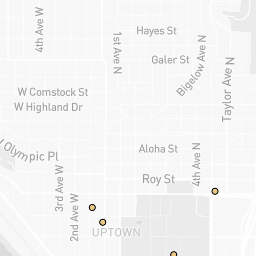 Hayes St
4th Ave W
1st Ave N
Galer St
Bigelow Ave N
Taylor Ave N
W Comstock St
W Highland Dr
Olympic Pl
Aloha St
4th Ave N
Roy St
3rd Ave W
2nd Ave W
UPTOWN